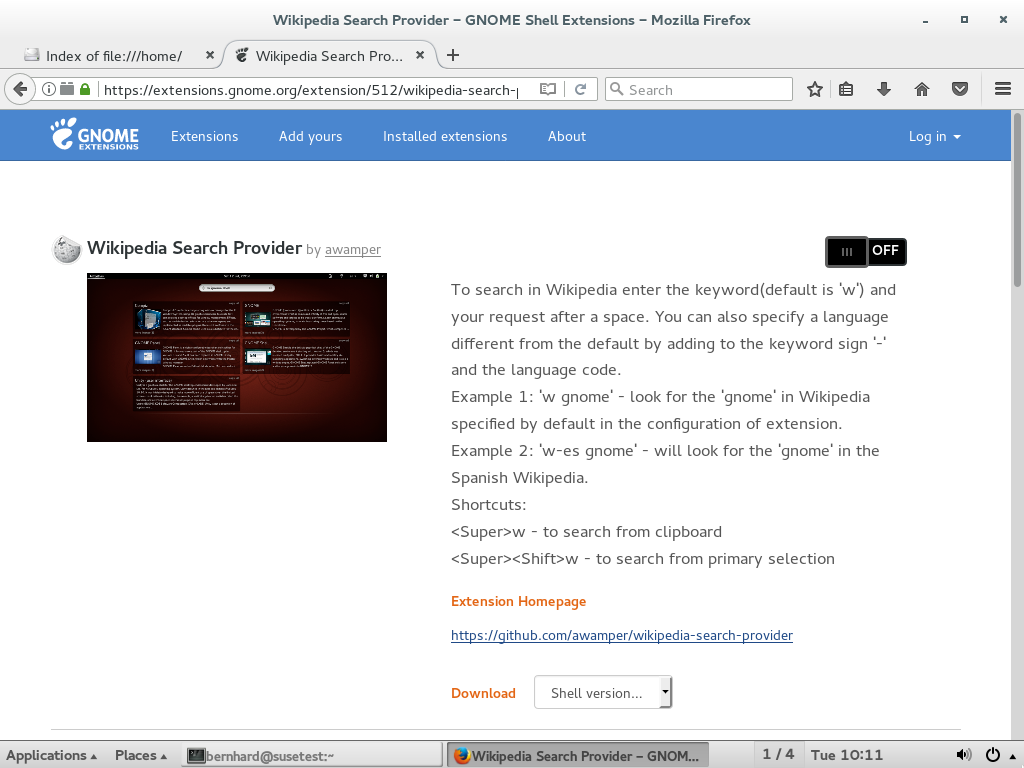 Wikipedia Search Provider – GNOME Shell Extensions – Mozilla Firefox
Index of file:///home/
Wikipedia Search Pro...
https://extensions.gnome.org/extension/512/wikipedia-search-p
Search
GNOME EXTENSIONS
Extensions
Add yours
Installed extensions
About
Log in
Wikipedia Search Provider by awamper
OFF
To search in Wikipedia enter the keyword(default is 'w') and
your request after a space. You can also specify a language
different from the default by adding to the keyword sign '-'
and the language code.
Example 1: 'w gnome' - look for the 'gnome' in Wikipedia
specified by default in the configuration of extension.
Example 2: 'w-es gnome' - will look for the 'gnome' in the
Spanish Wikipedia.
Shortcuts:
<Super>w - to search from clipboard
<Super><Shift>w - to search from primary selection
Extension Homepage
https://github.com/awamper/wikipedia-search-provider
Download
Shell version...
Applications
Places
bernhard@susetest:~
Wikipedia Search Provider – GNOM...
1 / 4
Tue 10:11